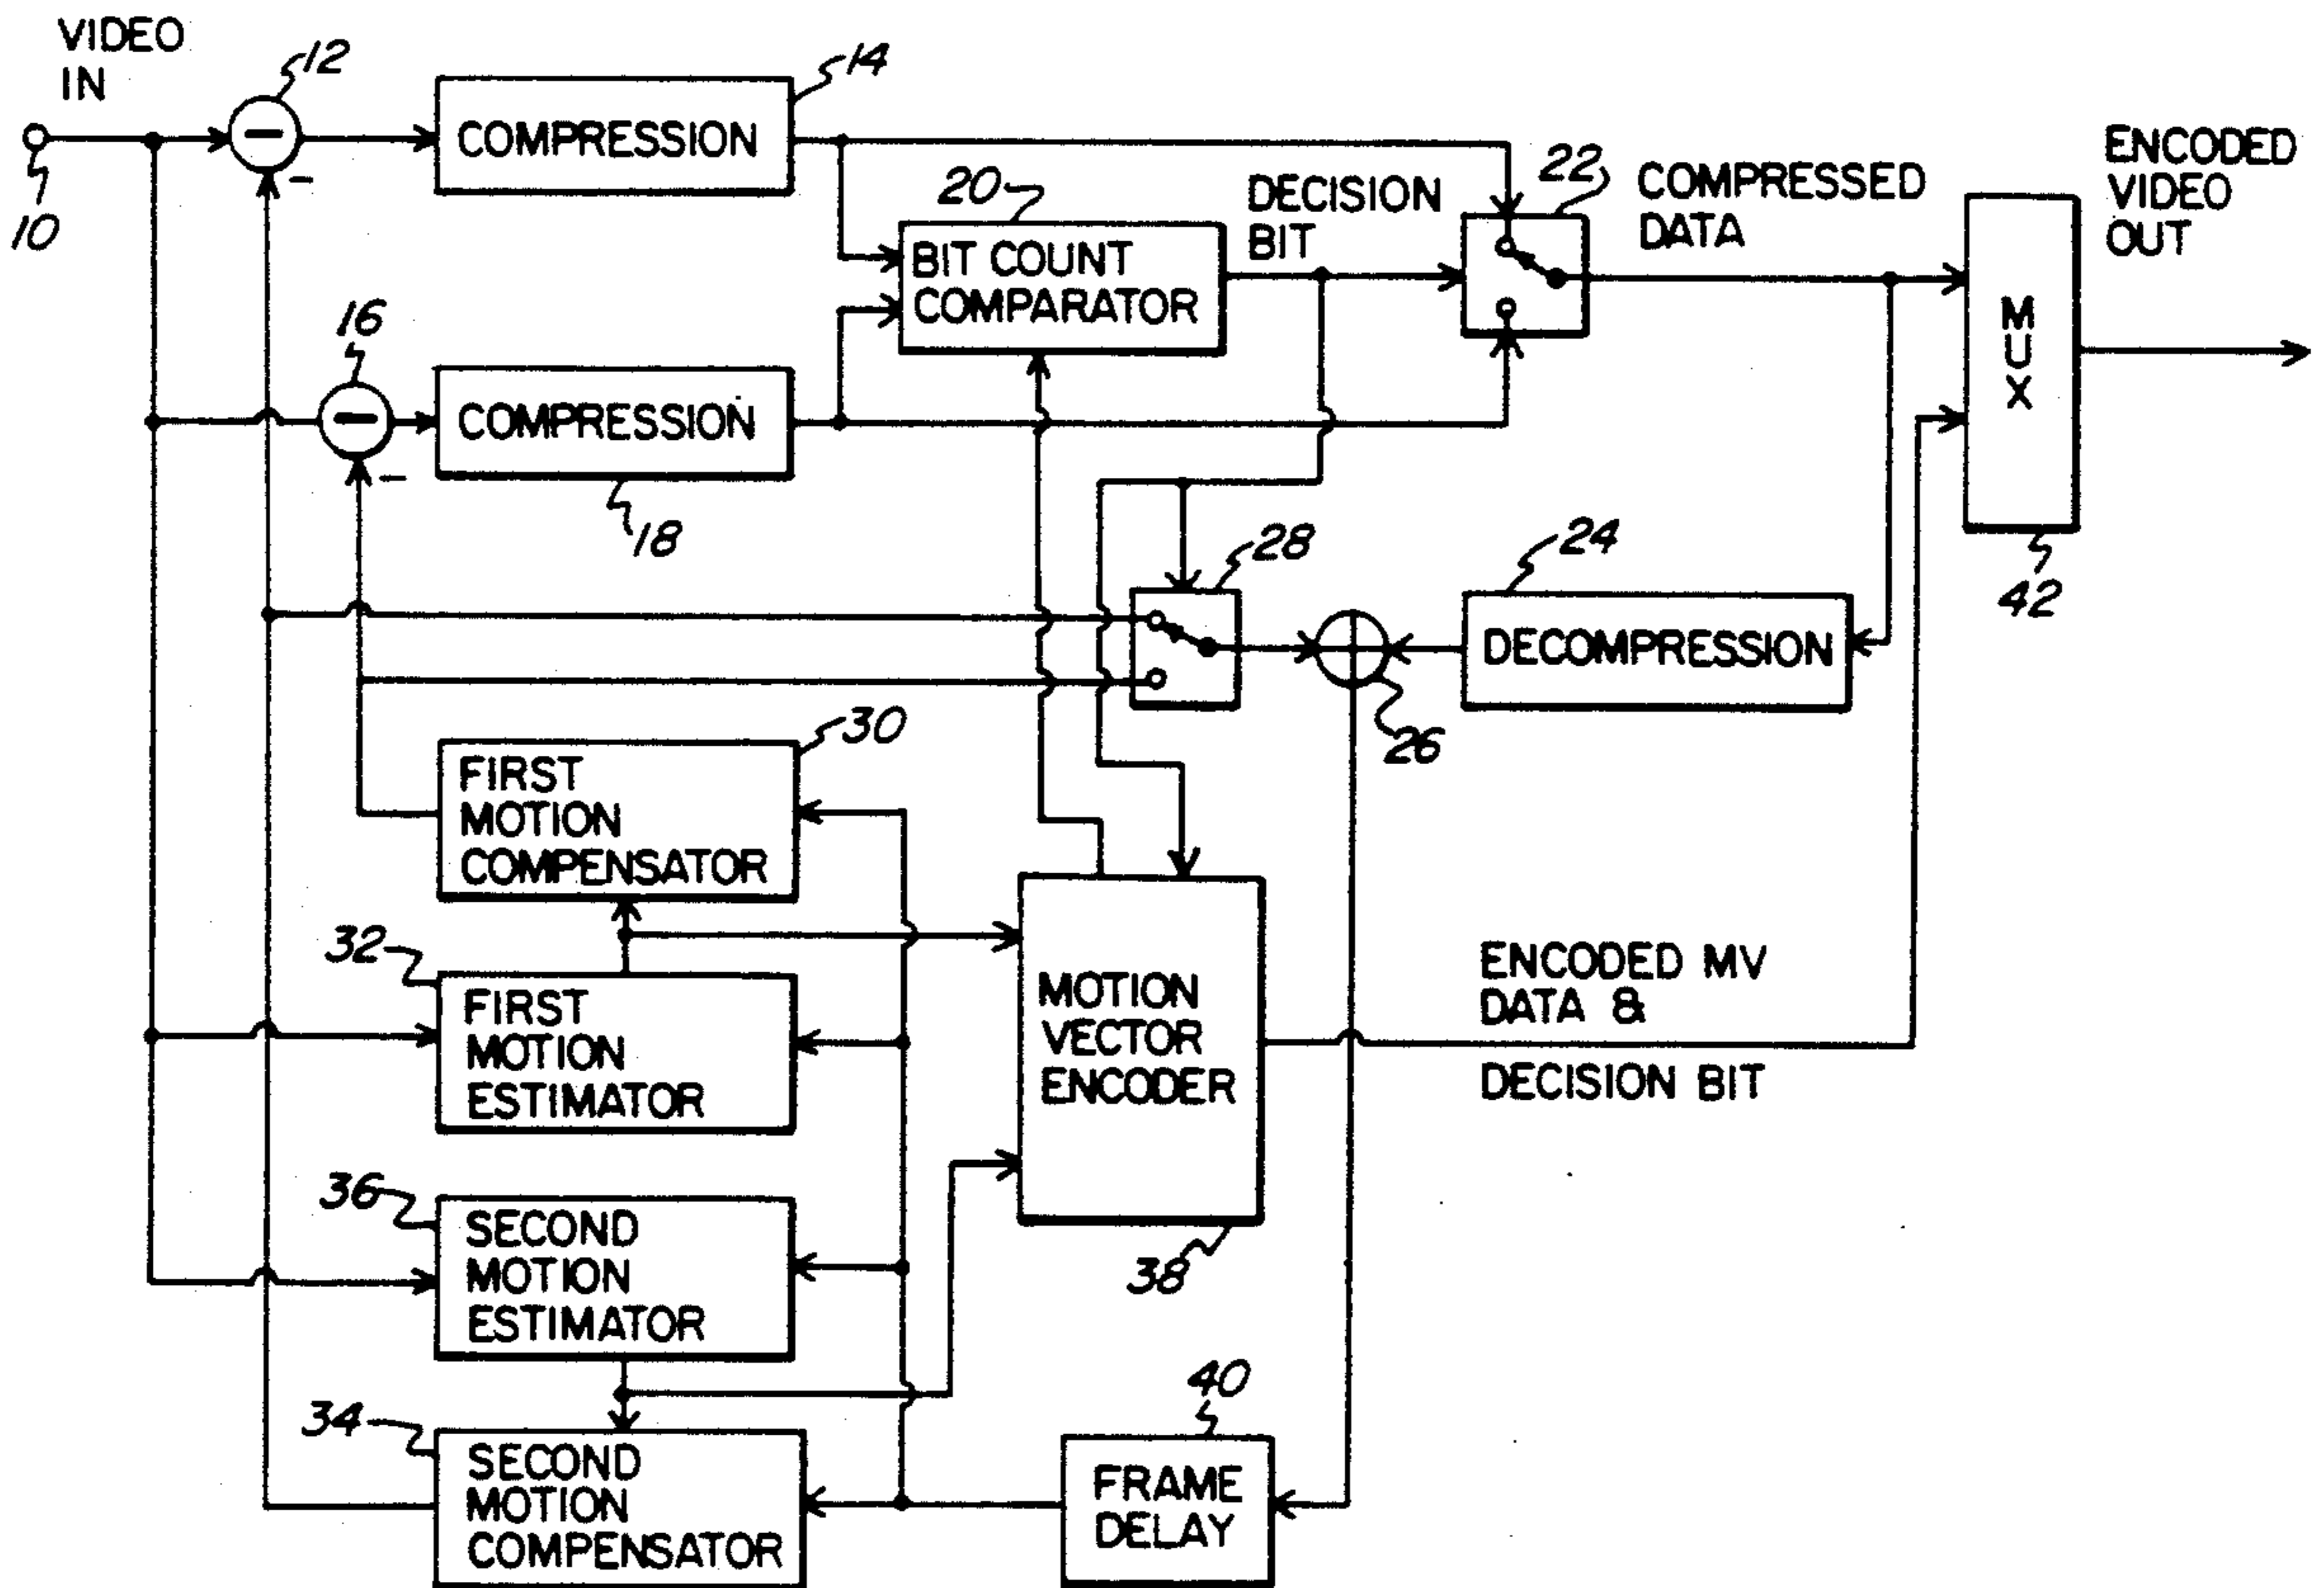 VIDEO
IN
12
14
COMPRESSION
10
20
BIT COUNT
COMPARATOR
DECISION
BIT
22
COMPRESSED
DATA
ENCODED
VIDEO
OUT
MUX
42
16
COMPRESSION
18
28
24
DECOMPRESSION
26
30
FIRST
MOTION
COMPENSATOR
32
FIRST
MOTION
ESTIMATOR
MOTION
VECTOR
ENCODER
38
ENCODED MV
DATA &
DECISION BIT
36
SECOND
MOTION
ESTIMATOR
34
SECOND
MOTION
COMPENSATOR
40
FRAME
DELAY